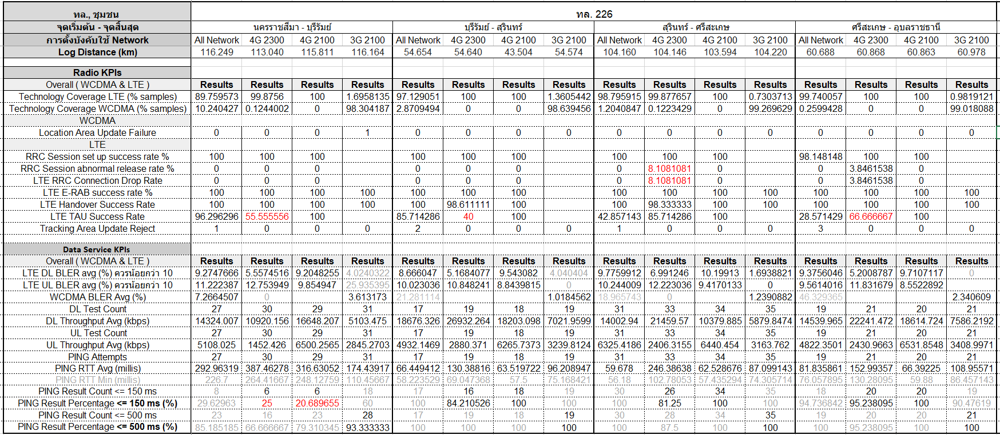 ทล., ชุมชน ทล. 226
จุดเริ่มต้น - จุดสิ้นสุด นครราชสีมา - บุรีรัมย์ บุรีรัมย์ - สุรินทร์ สุรินทร์ - ศรีสะเกษ ศรีสะเกษ - อุบลราชธานี
การตั้งบังคับใช้ Network All Network 4G 2300 4G 2100 3G 2100 All Network 4G 2300 4G 2100 3G 2100 All Network 4G 2300 4G 2100 3G 2100 All Network 4G 2300 4G 2100 3G 2100
Log Distance (km) 116.249 113.040 115.811 116.164 54.654 54.640 43.504 54.574 104.160 104.146 103.594 104.220 60.688 60.868 60.863 60.978
Radio KPIs
Overall ( WCDMA & LTE ) Results Results Results Results Results Results Results Results Results Results Results Results Results Results Results Results
Technology Coverage LTE (% samples) 89.759573 99.8756 100 1.6958135 97.129051 100 100 1.3605442 98.795915 99.877657 100 0.7303713 99.740057 100 100 0.9819121
Technology Coverage WCDMA (% samples) 10.240427 0.1244002 0 98.304187 2.8709494 0 0 98.639456 1.2040847 0.1223429 0 99.269629 0.2599428 0 0 99.018088
WCDMA
Location Area Update Failure 0 0 0 1 0 0 0 0 0 0 0 0 0 0 0 0
LTE
RRC Session set up success rate % 100 100 100 100 100 100 100 100 100 98.148148 100 100
RRC Session abnormal release rate % 0 0 0 0 0 0 0 8.1081081 0 0 3.8461538 0
LTE RRC Connection Drop Rate 0 0 0 0 0 0 0 8.1081081 0 0 3.8461538 0
LTE E-RAB success rate % 100 100 100 100 100 100 100 100 100 100 100 100 100 100 100
LTE Handover Success Rate 100 100 100 100 100 98.611111 100 100 98.333333 100 100 100 100 100 100
LTE TAU Success Rate 96.296296 55.555556 100 85.714286 40 100 42.857143 85.714286 100 28.571429 66.666667 100
Tracking Area Update Reject 1 0 0 0 2 0 0 0 1 0 0 0 3 0 0 0
Data Service KPIs
Overall ( WCDMA & LTE ) Results Results Results Results Results Results Results Results Results Results Results Results Results Results Results Results
LTE DL BLER avg (%) ควรน้อยกว่า 10 9.2747666 5.5574516 9.2048255 4.0240322 8.666047 5.1684077 9.543082 4.040404 9.7759912 6.991246 10.19913 1.6938821 9.3756046 5.2008787 9.7107117 0
LTE UL BLER avg (%) ควรน้อยกว่า 10 11.222387 12.753949 9.854947 25.935395 10.023036 10.848241 8.8439815 0 10.244009 12.223036 9.4170133 0 9.5614016 11.831679 8.5522892
WCDMA BLER Avg (%) 7.2664507 0 3.613173 21.281114 1.0184562 18.965743 0 1.2390882 46.329365 2.340609
DL Test Count 27 30 29 31 17 19 18 19 31 33 34 35 19 21 20 21
DL Throughput Avg (kbps) 14324.007 10920.156 16648.207 5103.475 18676.326 26932.264 18203.098 7021.9599 14002.94 21459.57 10379.885 5879.8474 14539.965 22241.472 18614.724 7586.2192
UL Test Count 27 30 29 31 17 19 18 19 31 33 34 35 19 21 20 21
UL Throughput Avg (kbps) 5108.025 1452.426 6500.2565 2845.2703 4932.1469 2880.371 6265.7373 3239.8124 6325.4186 2406.3155 6440.454 3163.762 4822.3501 2430.9663 6531.8548 3408.9971
PING Attempts 27 30 29 31 17 19 18 19 31 33 34 35 19 21 20 21
PING RTT Avg (millis) 292.96319 387.46278 316.63052 174.43917 66.449412 130.38816 63.519722 96.208947 59.678 246.38638 62.528676 87.099143 81.835861 152.99357 66.39225 108.95571
PING RTT Min (millis) 226.7 264.41667 248.12759 110.45667 58.223529 69.047368 57.5 75.168421 56.18 102.78053 57.435294 74.305714 76.057895 130.28095 59.88 86.457143
PING Result Count <= 150 ms 8 6 6 18 17 16 18 19 30 26 34 35 18 20 20 19
PING Result Percentage <= 150 ms (%) 29.62963 25 20.689655 60 100 84.210526 100 100 100 81.25 100 100 94.736842 95.238095 100 90.47619
PING Result Count <= 500 ms 23 16 23 28 17 19 18 19 30 28 34 35 19 20 20 21
PING Result Percentage <= 500 ms (%) 85.185185 66.666667 79.310345 93.333333 100 100 100 100 100 87.5 100 100 100 95.238095 100 100